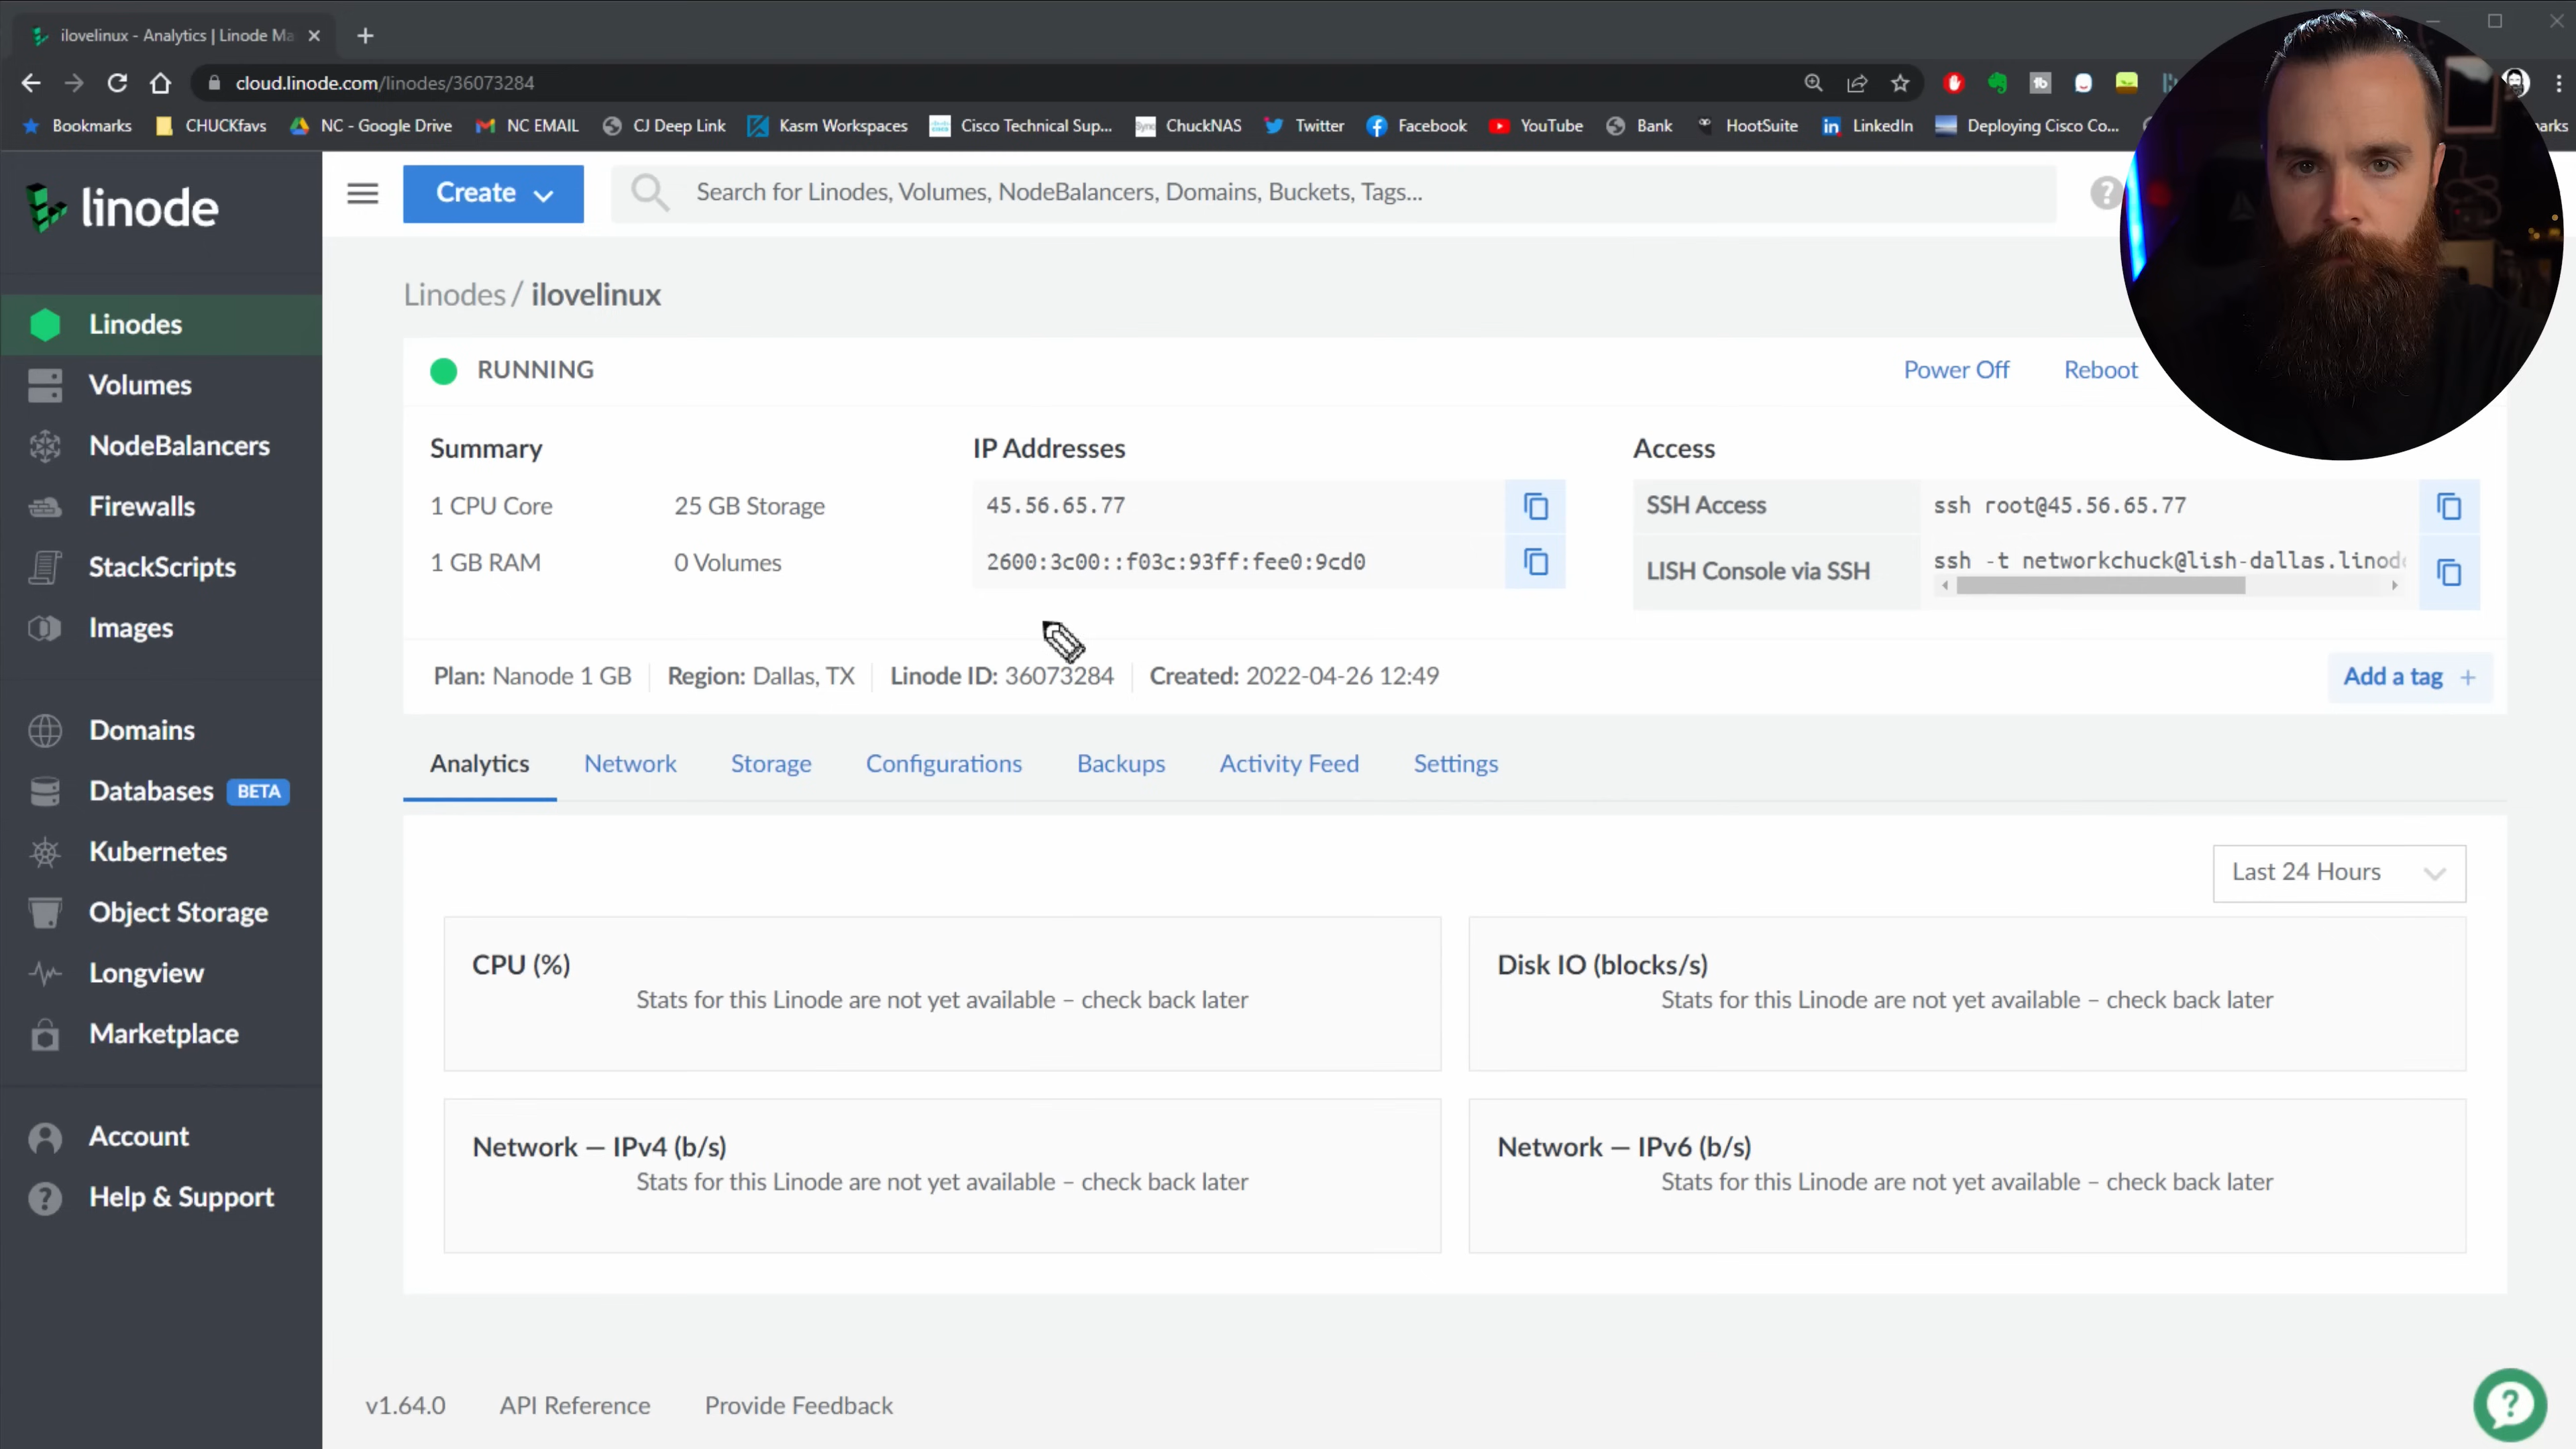 ilovelinux - Analytics | Linode Ma
cloud.linode.com/linodes/36073284
Bookmarks CHUCKfavs NC - Google Drive NC EMAIL CJ Deep Link Kasm Workspaces Cisco Technical Sup... ChuckNAS Twitter Facebook YouTube Bank HootSuite LinkedIn Deploying Cisco Co... arks
linode
Create
Search for Linodes, Volumes, NodeBalancers, Domains, Buckets, Tags...
Linodes
Volumes
NodeBalancers
Firewalls
StackScripts
Images
Domains
Databases BETA
Kubernetes
Object Storage
Longview
Marketplace
Account
Help & Support
Linodes / ilovelinux
RUNNING
Power Off Reboot
Summary
1 CPU Core 25 GB Storage
1 GB RAM 0 Volumes
IP Addresses
45.56.65.77
2600:3c00::f03c:93ff:fee0:9cd0
Access
SSH Access ssh root@45.56.65.77
LISH Console via SSH ssh -t networkchuck@lish-dallas.linod
Plan: Nanode 1 GB Region: Dallas, TX Linode ID: 36073284 Created: 2022-04-26 12:49
Add a tag +
Analytics Network Storage Configurations Backups Activity Feed Settings
Last 24 Hours
CPU (%)
Stats for this Linode are not yet available – check back later
Disk IO (blocks/s)
Stats for this Linode are not yet available – check back later
Network — IPv4 (b/s)
Stats for this Linode are not yet available – check back later
Network — IPv6 (b/s)
Stats for this Linode are not yet available – check back later
v1.64.0 API Reference Provide Feedback